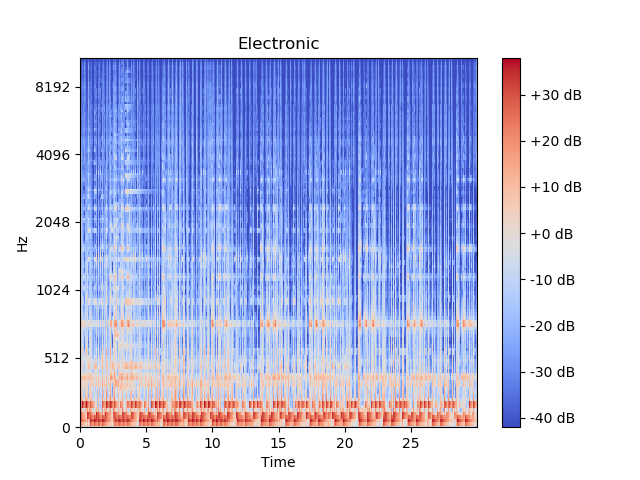 Electronic
8192
4096
2048
1024
512
0
Hz
0
5
10
15
20
25
Time
+30 dB
+20 dB
+10 dB
+0 dB
-10 dB
-20 dB
-30 dB
-40 dB